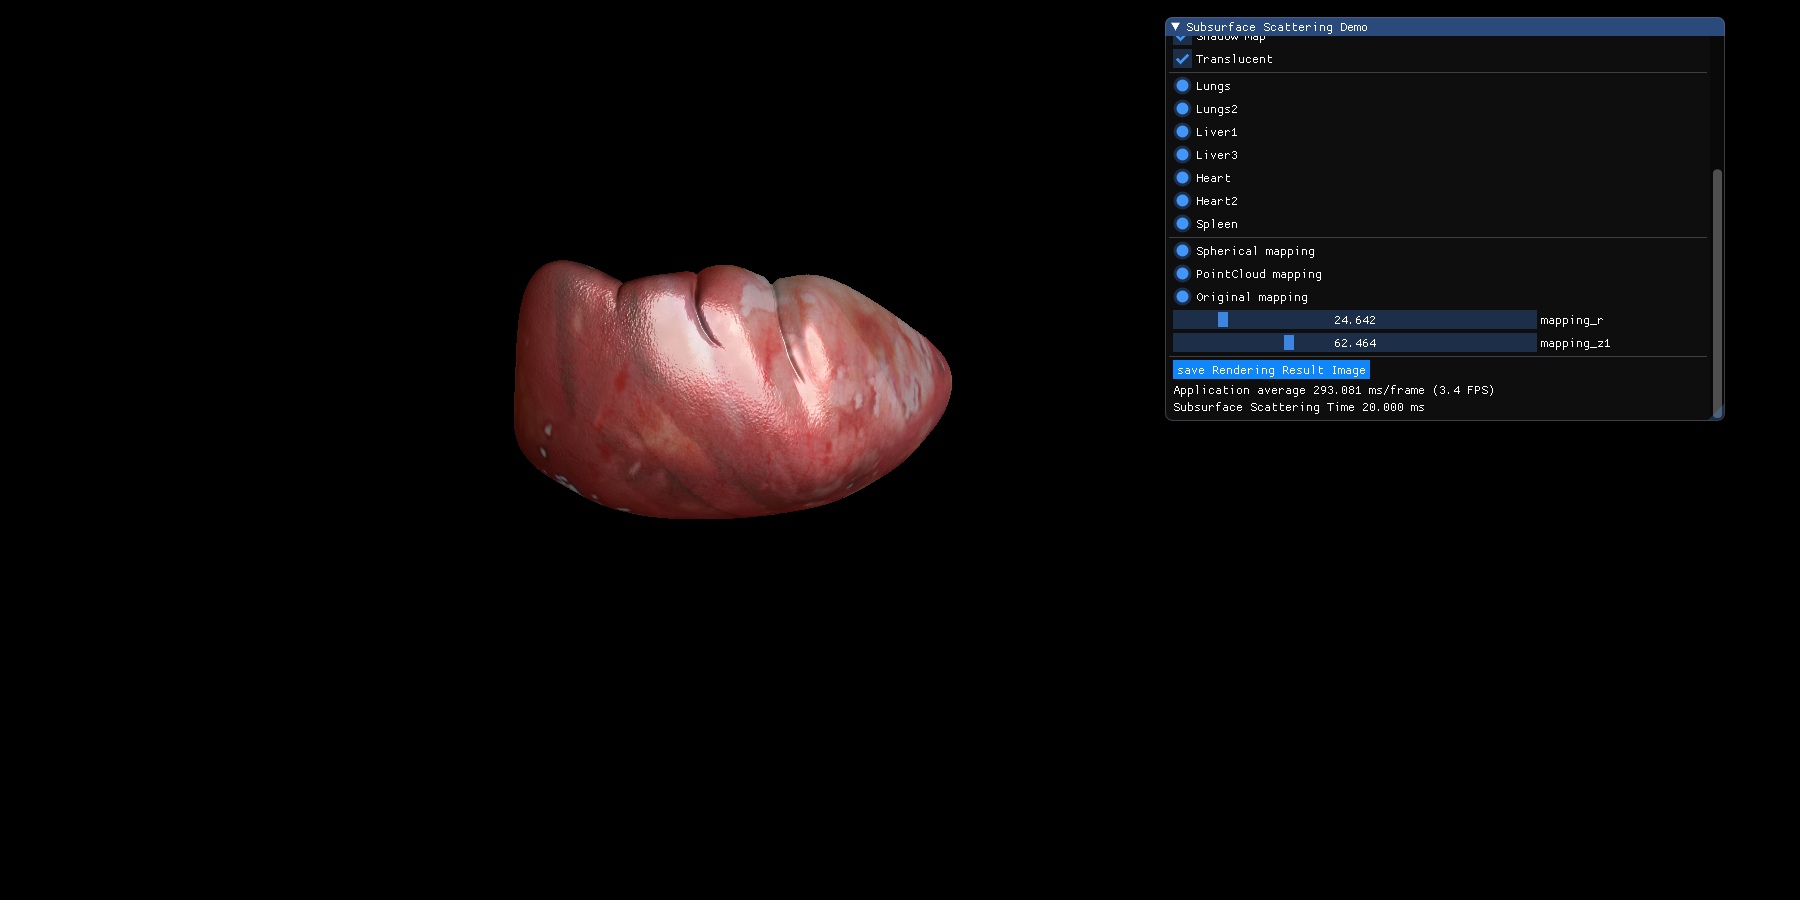 Subsurface Scattering Demo
Shadow Map
Translucent
Lungs
Lungs2
Liver1
Liver3
Heart
Heart2
Spleen
Spherical mapping
PointCloud mapping
Original mapping
24.642 mapping_r
62.464 mapping_z1
save Rendering Result Image
Application average 293.081 ms/frame (3.4 FPS)
Subsurface Scattering Time 20.000 ms